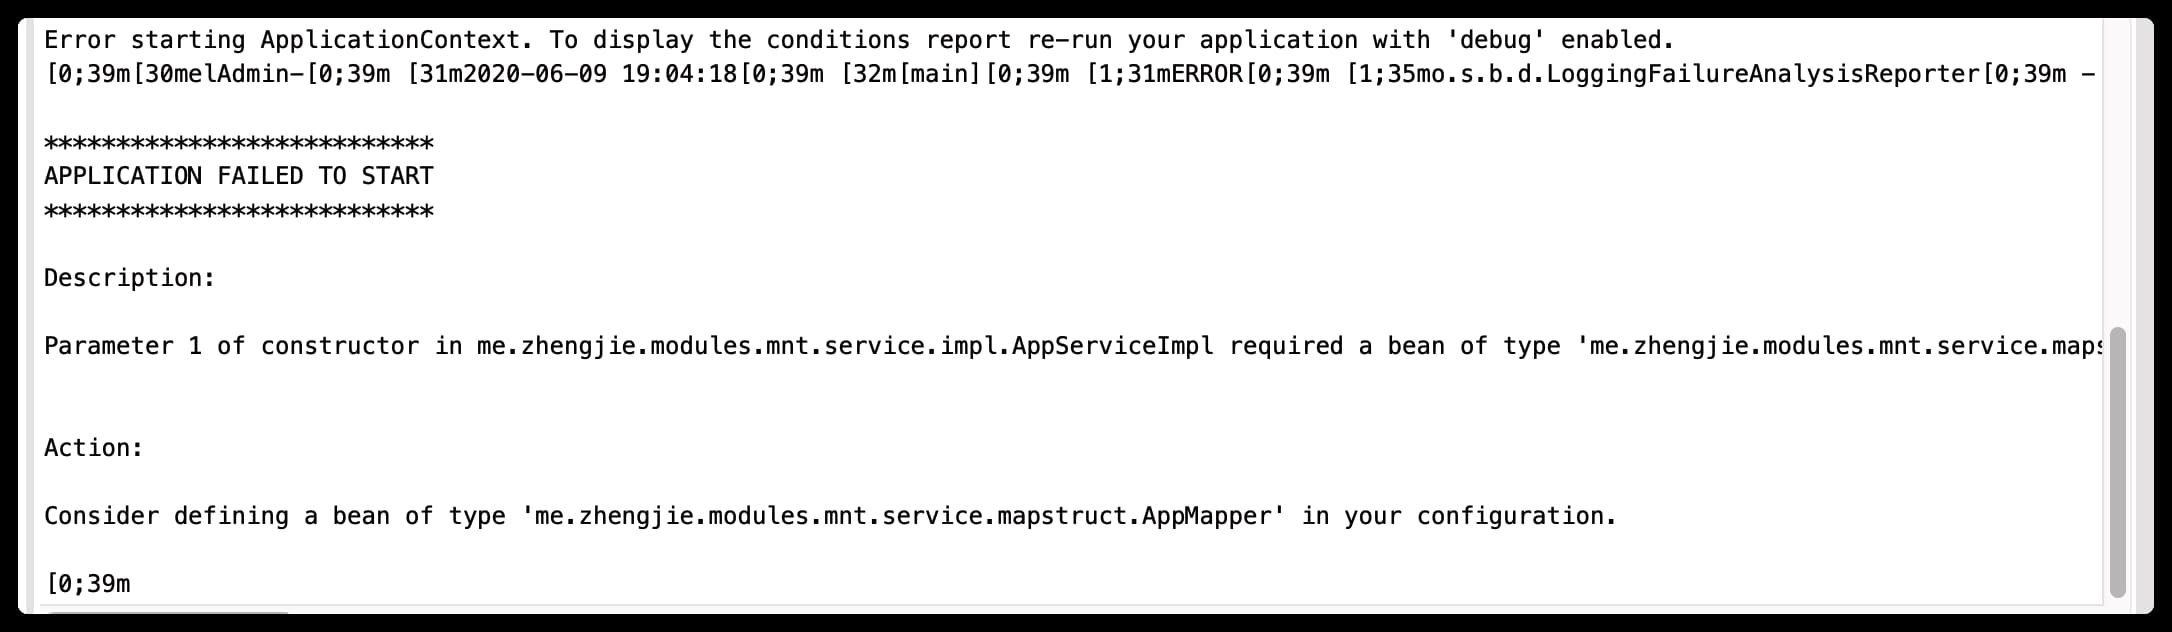 Error starting ApplicationContext. To display the conditions report re-run your application with 'debug' enabled.
[0;39m[30melAdmin-[0;39m [31m2020-06-09 19:04:18[0;39m [32m[main][0;39m [1;31mERROR[0;39m [1;35mo.s.b.d.LoggingFailureAnalysisReporter[0;39m -
***************************
APPLICATION FAILED TO START
***************************
Description:
Parameter 1 of constructor in me.zhengjie.modules.mnt.service.impl.AppServiceImpl required a bean of type 'me.zhengjie.modules.mnt.service.maps
Action:
Consider defining a bean of type 'me.zhengjie.modules.mnt.service.mapstruct.AppMapper' in your configuration.
[0;39m